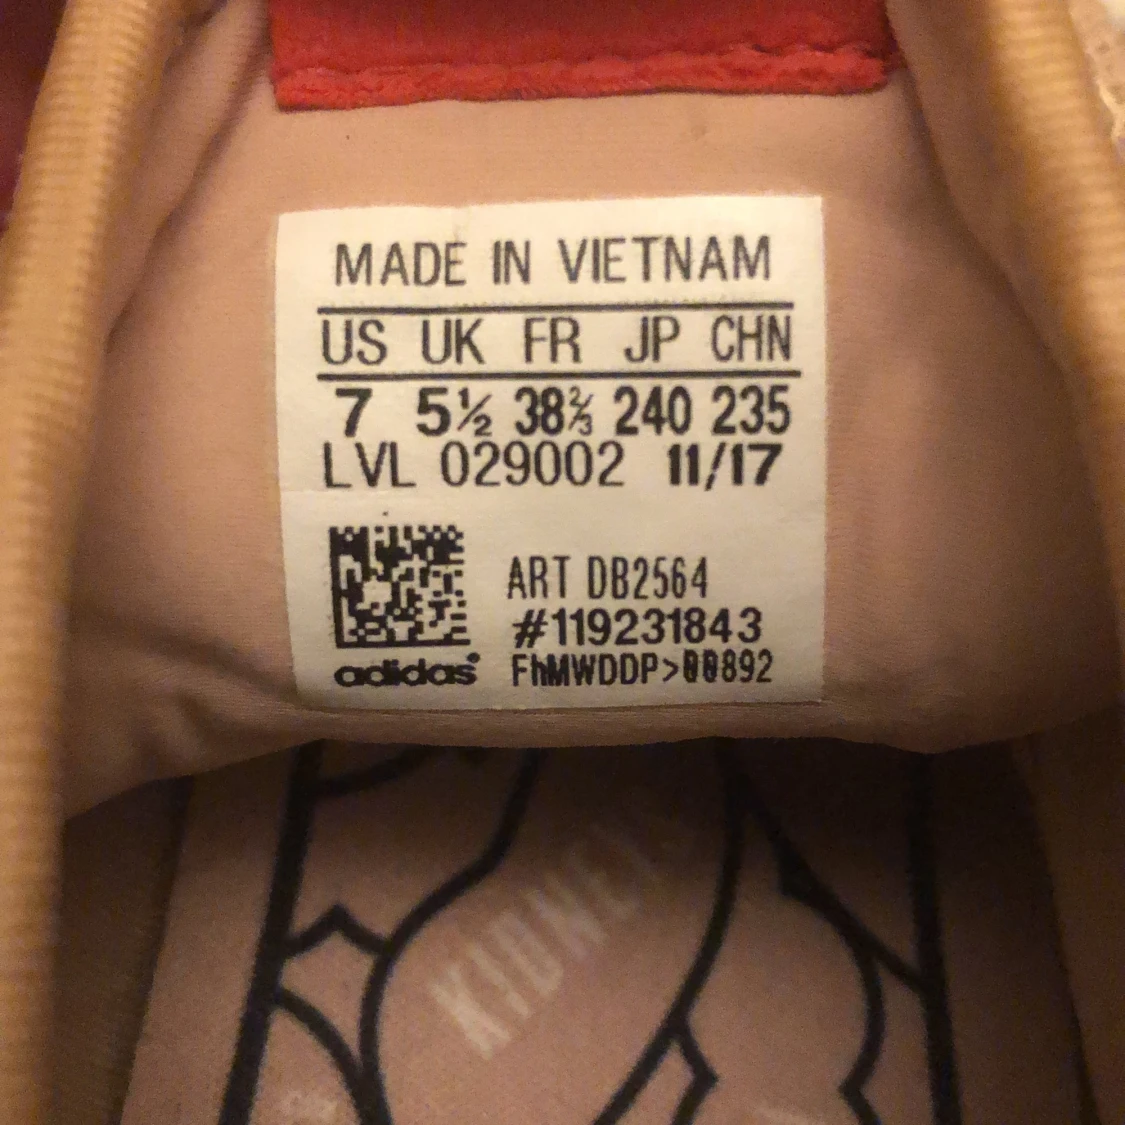 MADE IN VIETNAM
US UK FR JP CHN
7 5½ 38⅔ 240 235
LVL 029002 11/17
ART DB2564
#119231843
adidas FhMWDDP>00892
KIDNEYS